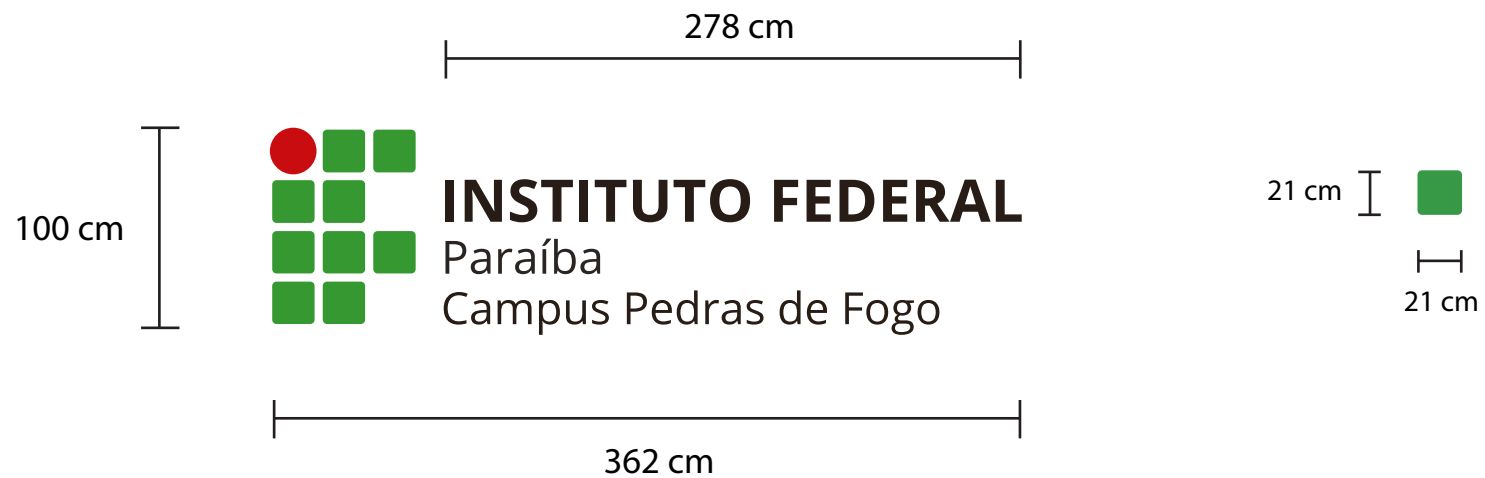 278 cm
100 cm
INSTITUTO FEDERAL
Paraíba
Campus Pedras de Fogo
362 cm
21 cm
21 cm